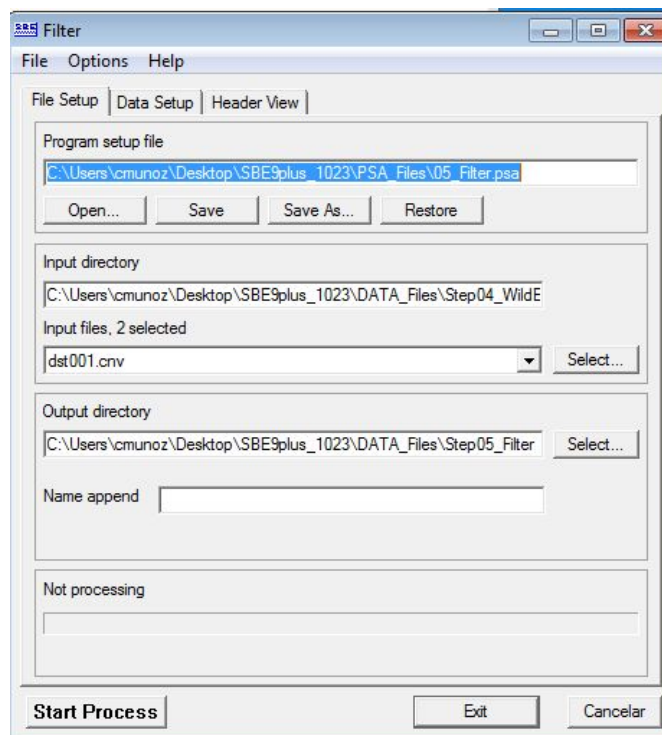 SBE Filter
File Options Help
File Setup Data Setup Header View
Program setup file
C:\Users\cmunoz\Desktop\SBE9plus_1023\PSA_Files\05_Filter.psa
Open... Save Save As... Restore
Input directory
C:\Users\cmunoz\Desktop\SBE9plus_1023\DATA_Files\Step04_WildE
Input files, 2 selected
dst001.cnv Select...
Output directory
C:\Users\cmunoz\Desktop\SBE9plus_1023\DATA_Files\Step05_Filter Select...
Name append
Not processing
Start Process Exit Cancelar